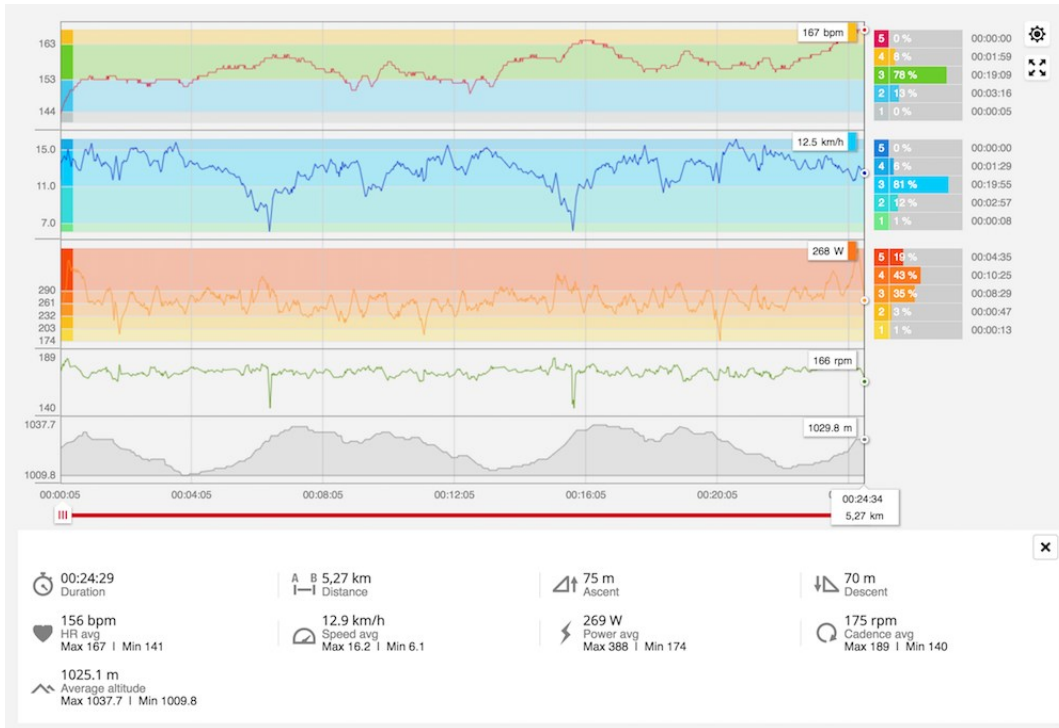 167 bpm
163
153
144
5 0 % 00:00:00
4 8 % 00:01:59
3 78 % 00:19:09
2 13 % 00:03:16
1 0 % 00:00:05
12.5 km/h
15.0
11.0
7.0
5 0 % 00:00:00
4 6 % 00:01:29
3 81 % 00:19:55
2 12 % 00:02:57
1 1 % 00:00:08
268 W
290
261
232
203
174
5 19 % 00:04:35
4 43 % 00:10:25
3 35 % 00:08:29
2 3 % 00:00:47
1 1 % 00:00:13
189
166 rpm
140
1037.7
1029.8 m
1009.8
00:00:05 00:04:05 00:08:05 00:12:05 00:16:05 00:20:05
00:24:34
5,27 km
00:24:29
Duration
A B
5,27 km
Distance
75 m
Ascent
70 m
Descent
156 bpm
HR avg
Max 167 | Min 141
12.9 km/h
Speed avg
Max 16.2 | Min 6.1
269 W
Power avg
Max 388 | Min 174
175 rpm
Cadence avg
Max 189 | Min 140
1025.1 m
Average altitude
Max 1037.7 | Min 1009.8